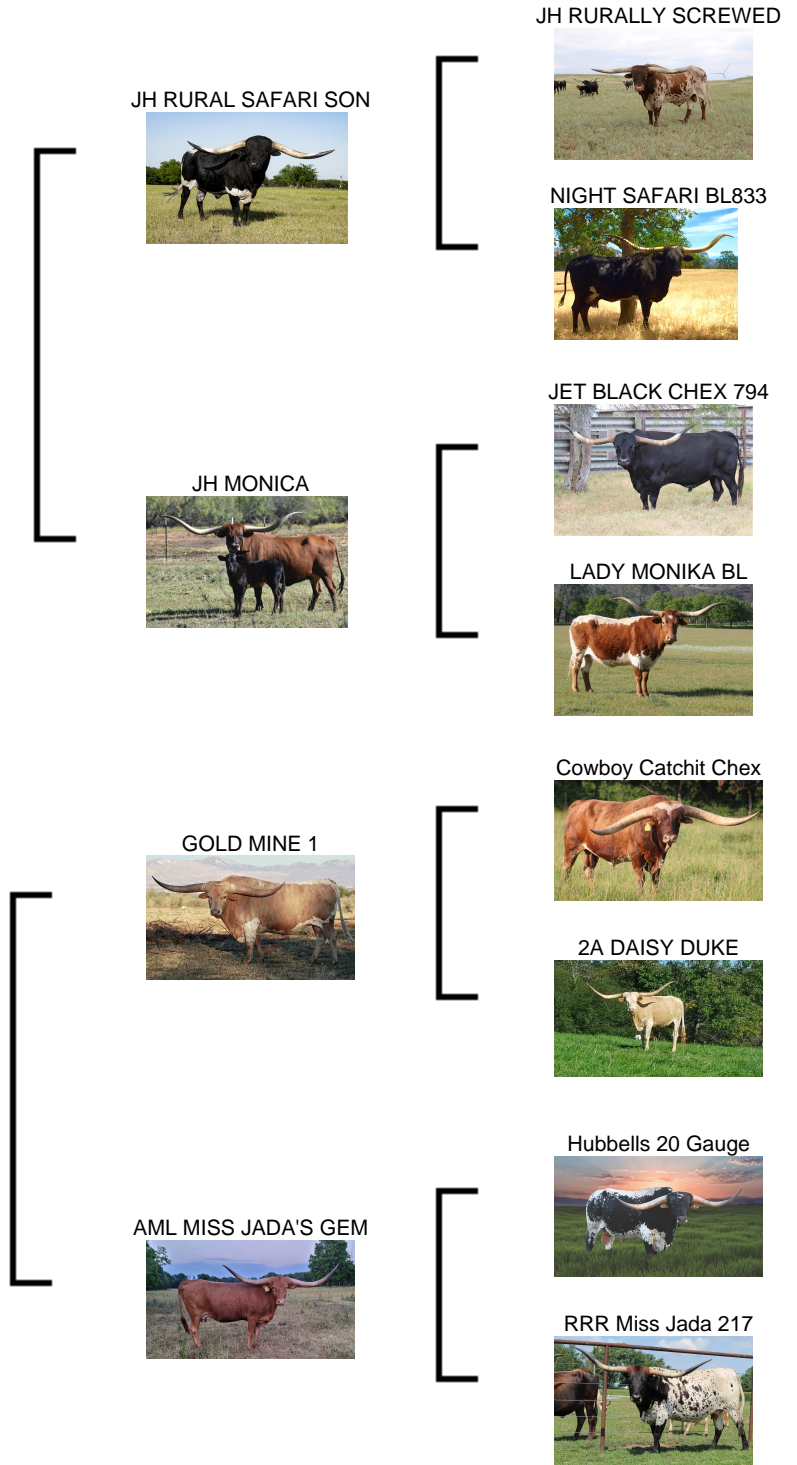 JH RURALLY SCREWED
JH RURAL SAFARI SON
NIGHT SAFARI BL833
JET BLACK CHEX 794
JH MONICA
LADY MONIKA BL
Cowboy Catchit Chex
GOLD MINE 1
2A DAISY DUKE
Hubbells 20 Gauge
AML MISS JADA'S GEM
RRR Miss Jada 217